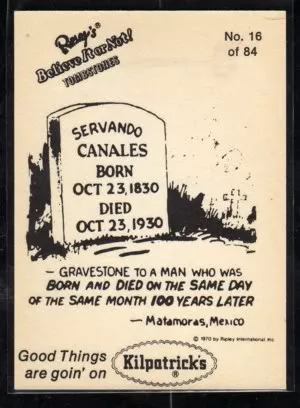 Ripley's®
Believe It or Not!
TOMBSTONES
No. 16
of 84
SERVANDO
CANALES
BORN
OCT 23, 1830
DIED
OCT 23, 1930
– GRAVESTONE TO A MAN WHO WAS
BORN AND DIED ON THE SAME DAY
OF THE SAME MONTH 100 YEARS LATER
– Matamoras, Mexico
© 1970 by Ripley International Inc
Good Things
are goin' on
Kilpatrick's®